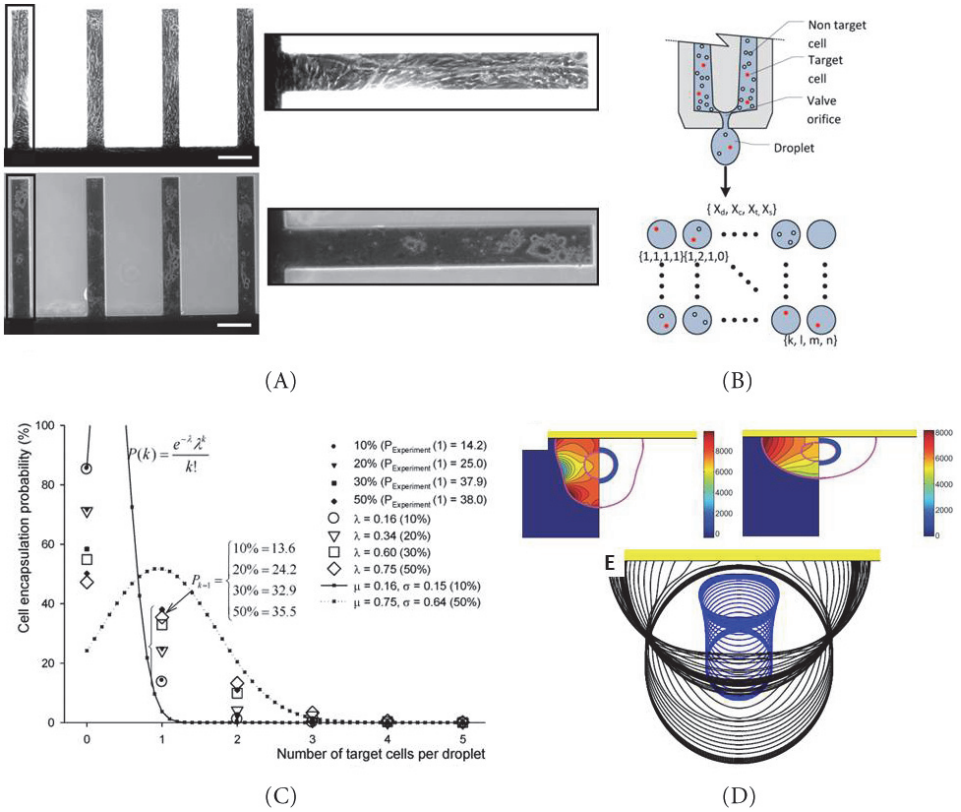 Non target
cell
Target
cell
Valve
orifice
Droplet
{ X_d, X_c, X_t, X_s}
{1,1,1,1}{1,2,1,0}
{k, l, m, n}
(A)
(B)
100
80
60
40
20
0
Cell encapsulation probability (%)
P(k) = e^{-λ} λ^k / k!
P_{k=1}
10% = 13.6
20% = 24.2
30% = 32.9
50% = 35.5
10% (P_Experiment (1) = 14.2)
20% (P_Experiment (1) = 25.0)
30% (P_Experiment (1) = 37.9)
50% (P_Experiment (1) = 38.0)
λ = 0.16 (10%)
λ = 0.34 (20%)
λ = 0.60 (30%)
λ = 0.75 (50%)
μ = 0.16, σ = 0.15 (10%)
μ = 0.75, σ = 0.64 (50%)
0 1 2 3 4 5
Number of target cells per droplet
8000
6000
4000
2000
0
8000
6000
4000
2000
0
E
(C)
(D)